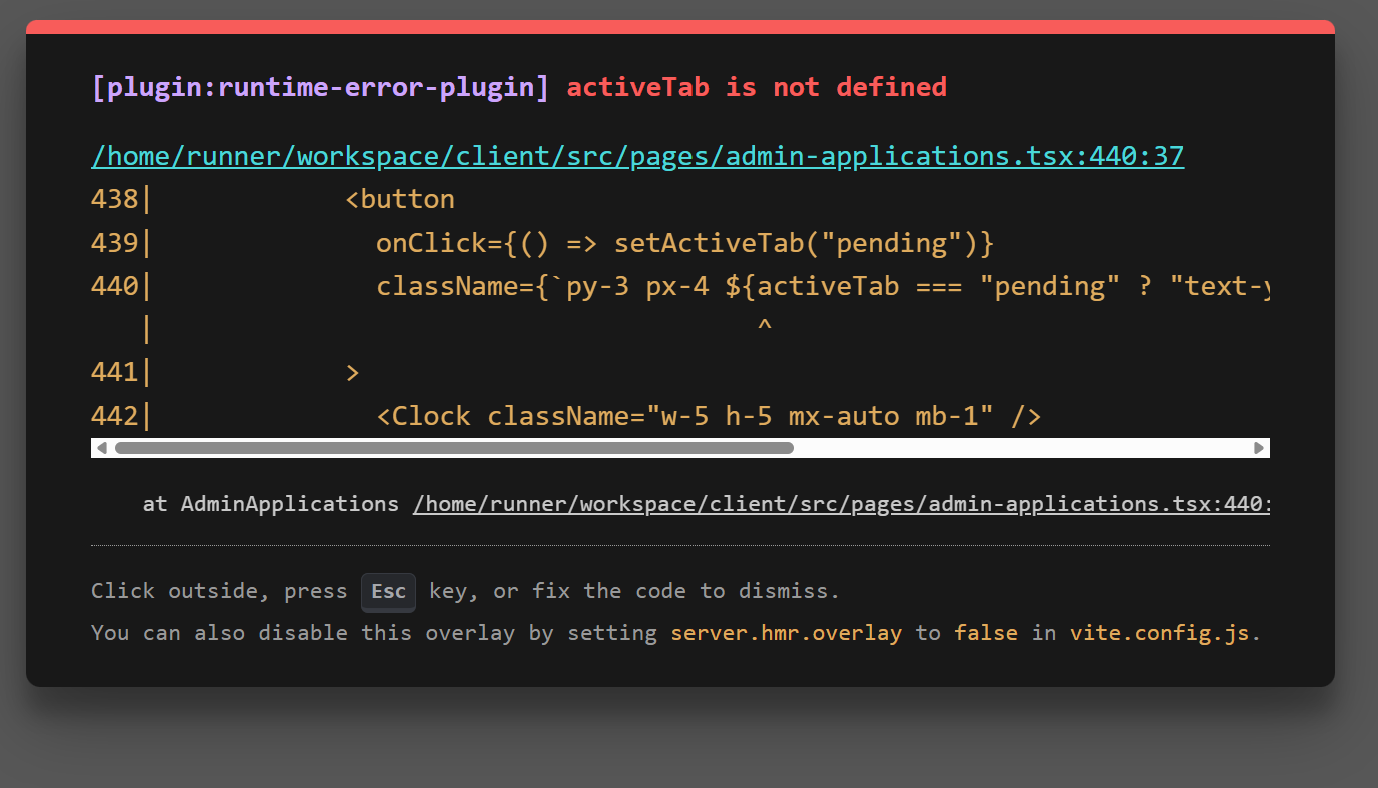 [plugin:runtime-error-plugin] activeTab is not defined
/home/runner/workspace/client/src/pages/admin-applications.tsx:440:37
438|            <button
439|              onClick={() => setActiveTab("pending")}
440|              className={`py-3 px-4 ${activeTab === "pending" ? "text-y
   |                                      ^
441|            >
442|              <Clock className="w-5 h-5 mx-auto mb-1" />
at AdminApplications /home/runner/workspace/client/src/pages/admin-applications.tsx:440:
Click outside, press Esc key, or fix the code to dismiss.
You can also disable this overlay by setting server.hmr.overlay to false in vite.config.js.